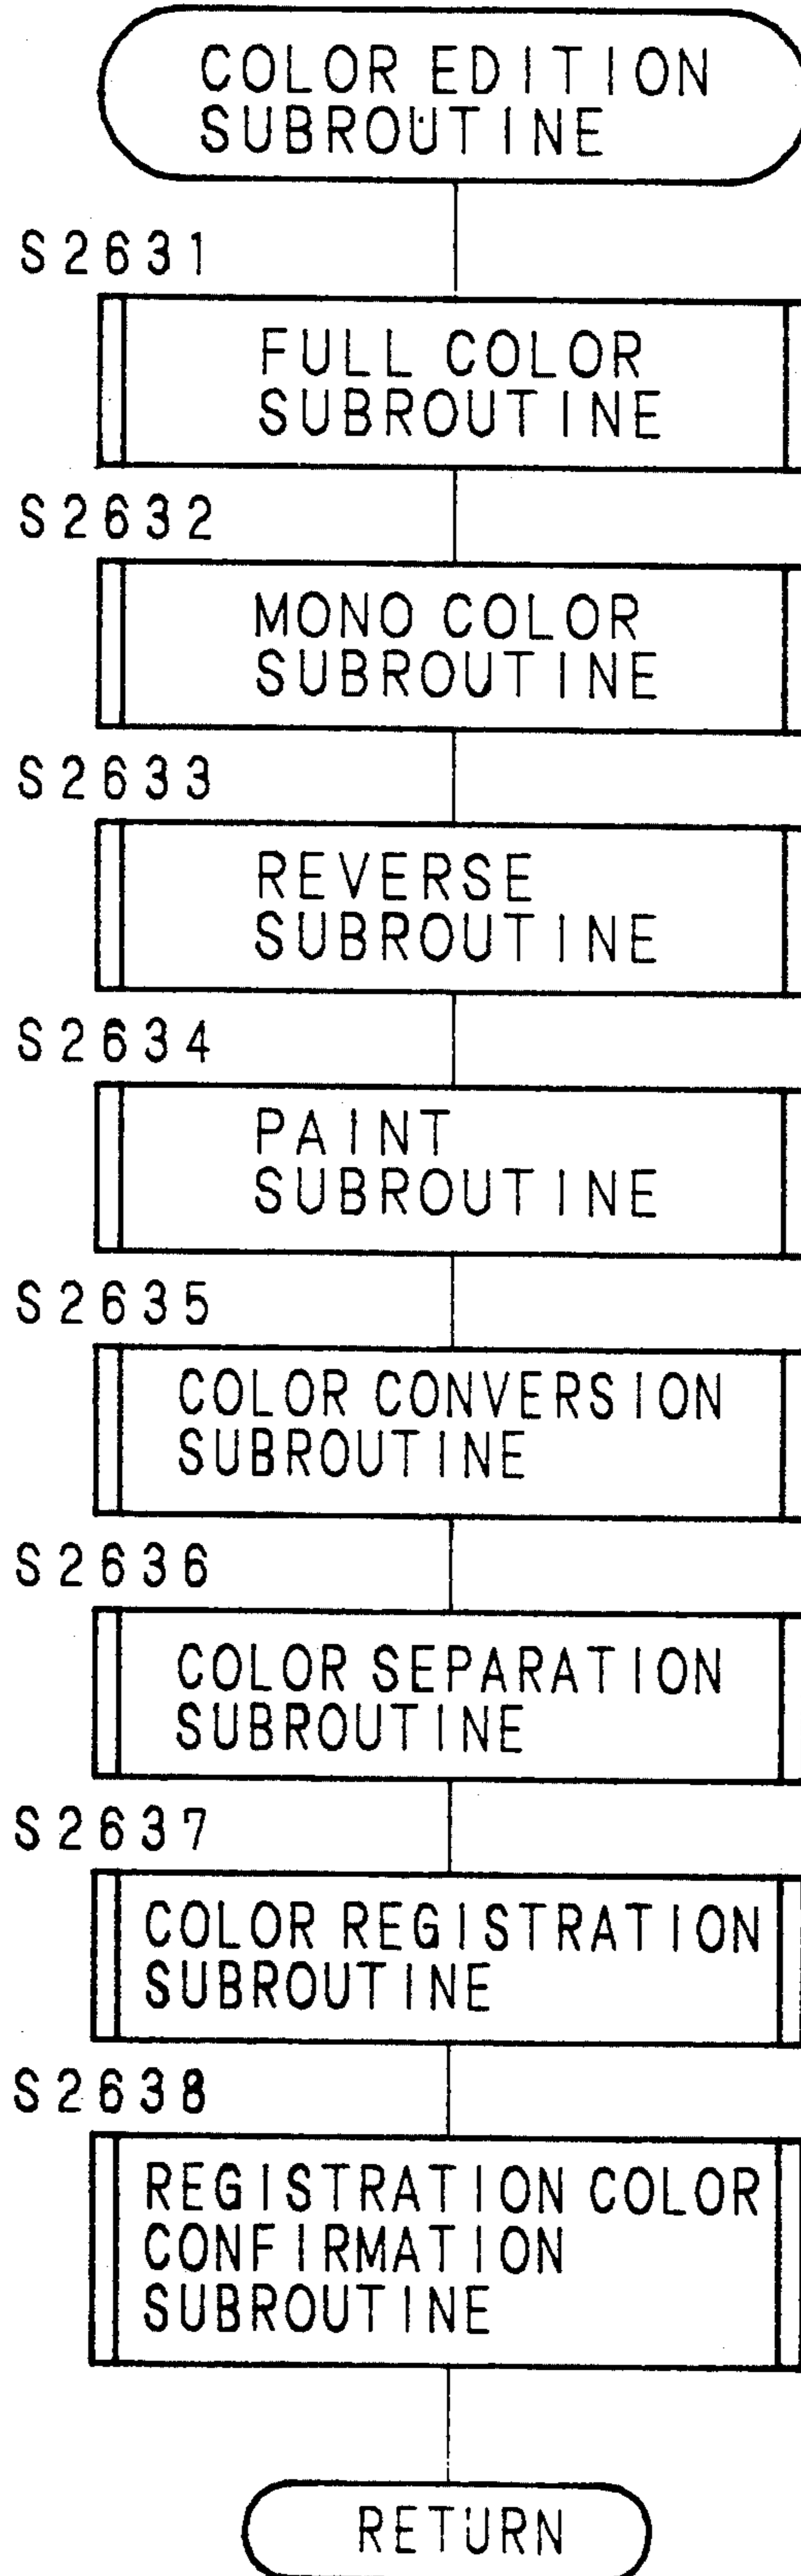 COLOR EDITION
SUBROUTINE
S2631
FULL COLOR
SUBROUTINE
S2632
MONO COLOR
SUBROUTINE
S2633
REVERSE
SUBROUTINE
S2634
PAINT
SUBROUTINE
S2635
COLOR CONVERSION
SUBROUTINE
S2636
COLOR SEPARATION
SUBROUTINE
S2637
COLOR REGISTRATION
SUBROUTINE
S2638
REGISTRATION COLOR
CONFIRMATION
SUBROUTINE
RETURN